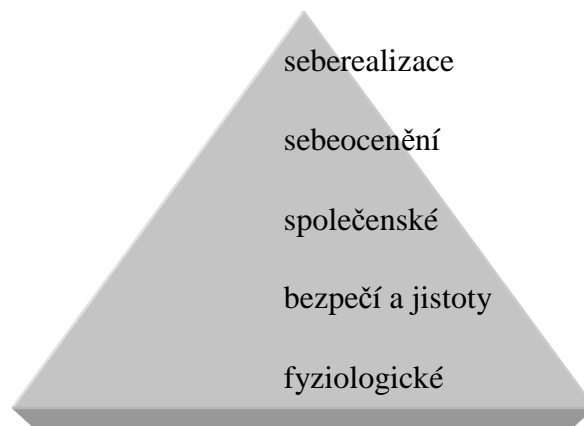 seberealizace
sebeocenění
společenské
bezpečí a jistoty
fyziologické